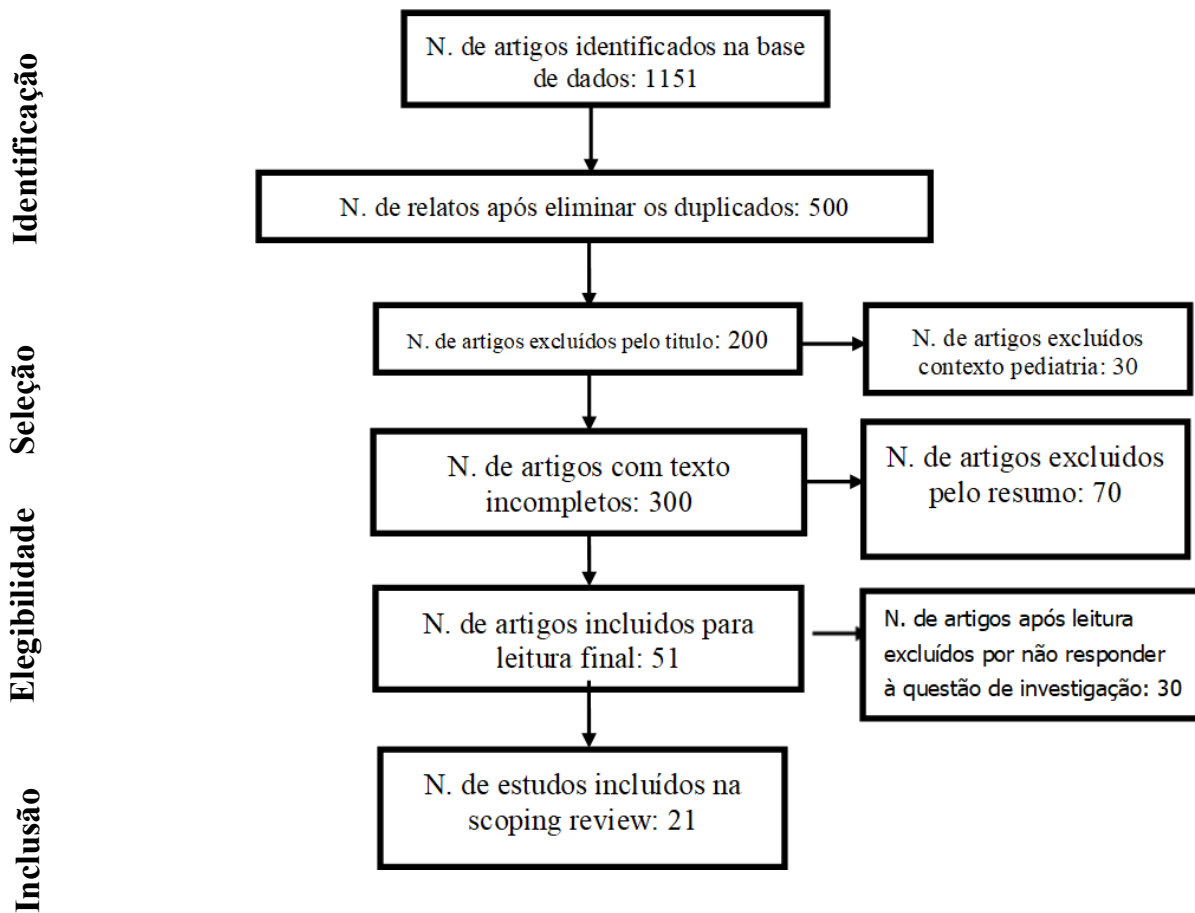 Identificação
N. de artigos identificados na base
de dados: 1151
N. de relatos após eliminar os duplicados: 500
Seleção
N. de artigos excluídos pelo titulo: 200
N. de artigos excluídos
contexto pediatria: 30
N. de artigos com texto
incompletos: 300
N. de artigos excluidos
pelo resumo: 70
Elegibilidade
N. de artigos incluidos para
leitura final: 51
N. de artigos após leitura
excluídos por não responder
à questão de investigação: 30
Inclusão
N. de estudos incluídos na
scoping review: 21